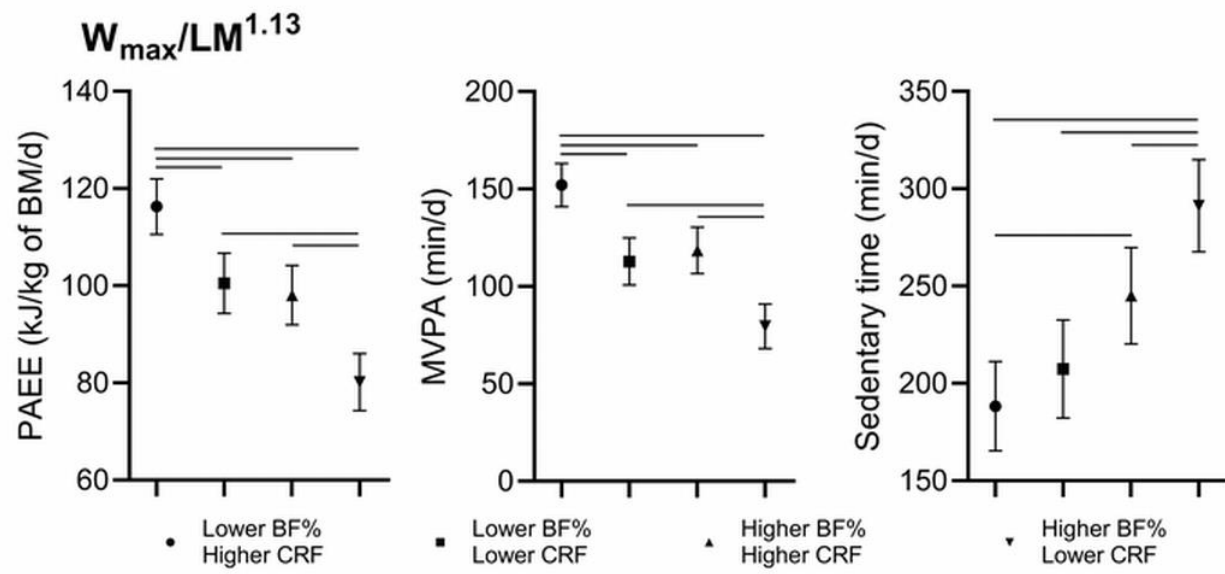 Wmax/LM1.13
PAEE (kJ/kg of BM/d)
140
120
100
80
60
MVPA (min/d)
200
150
100
50
0
Sedentary time (min/d)
350
300
250
200
150
Lower BF%
Higher CRF
Lower BF%
Lower CRF
Higher BF%
Higher CRF
Higher BF%
Lower CRF